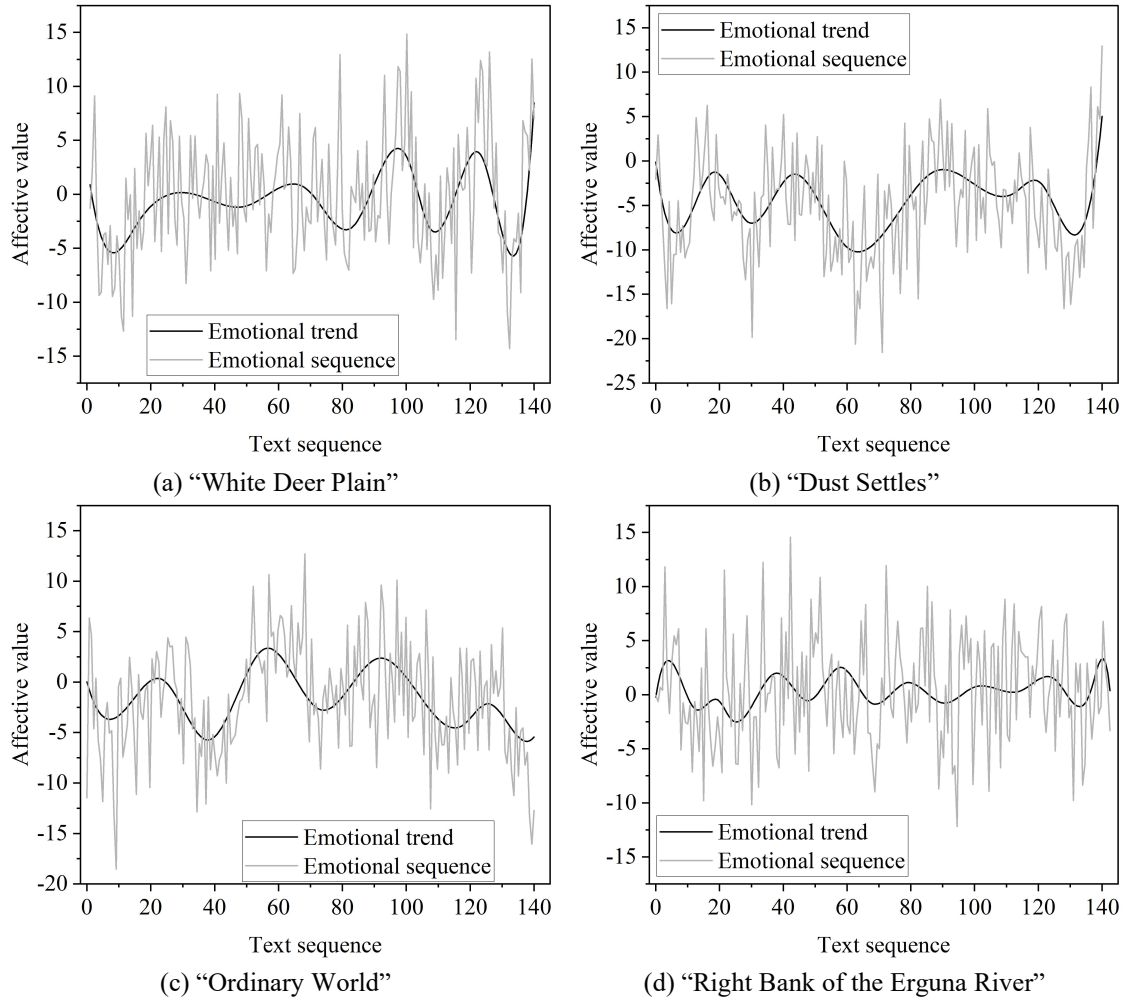 15
10
5
0
-5
-10
-15
Affective value
Emotional trend
Emotional sequence
0 20 40 60 80 100 120 140
Text sequence
(a) “White Deer Plain”
15
10
5
0
-5
-10
-15
-20
-25
Affective value
Emotional trend
Emotional sequence
0 20 40 60 80 100 120 140
Text sequence
(b) “Dust Settles”
15
10
5
0
-5
-10
-15
-20
Affective value
Emotional trend
Emotional sequence
0 20 40 60 80 100 120 140
Text sequence
(c) “Ordinary World”
15
10
5
0
-5
-10
-15
Affective value
Emotional trend
Emotional sequence
0 20 40 60 80 100 120 140
Text sequence
(d) “Right Bank of the Erguna River”